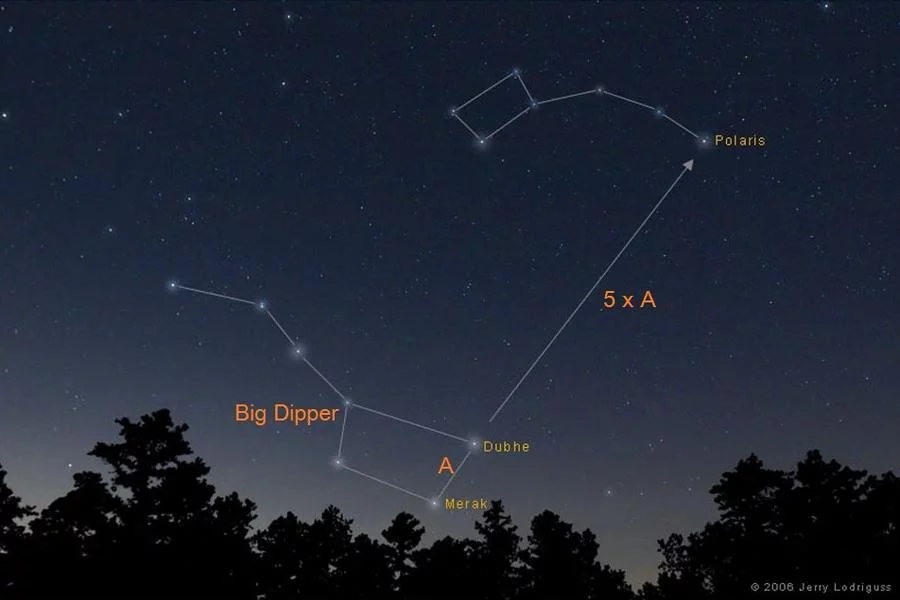 Polaris
5 x A
Big Dipper
Dubhe
A
Merak
© 2006 Jerry Lodriguss